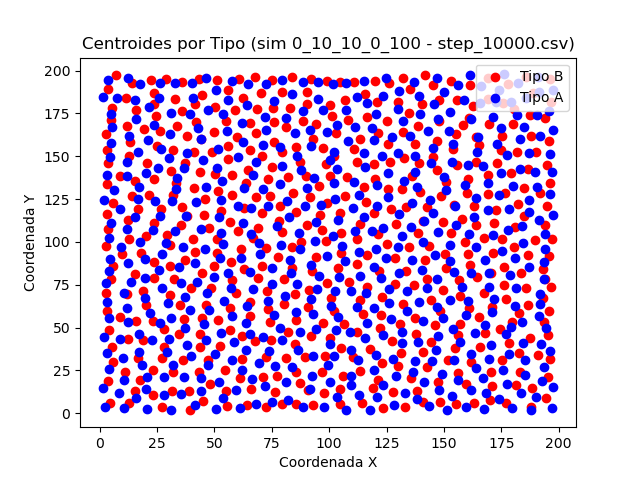 Centroides por Tipo (sim 0_10_10_0_100 - step_10000.csv)
Tipo B
Tipo A
Coordenada Y
200
175
150
125
100
75
50
25
0
0 25 50 75 100 125 150 175 200
Coordenada X